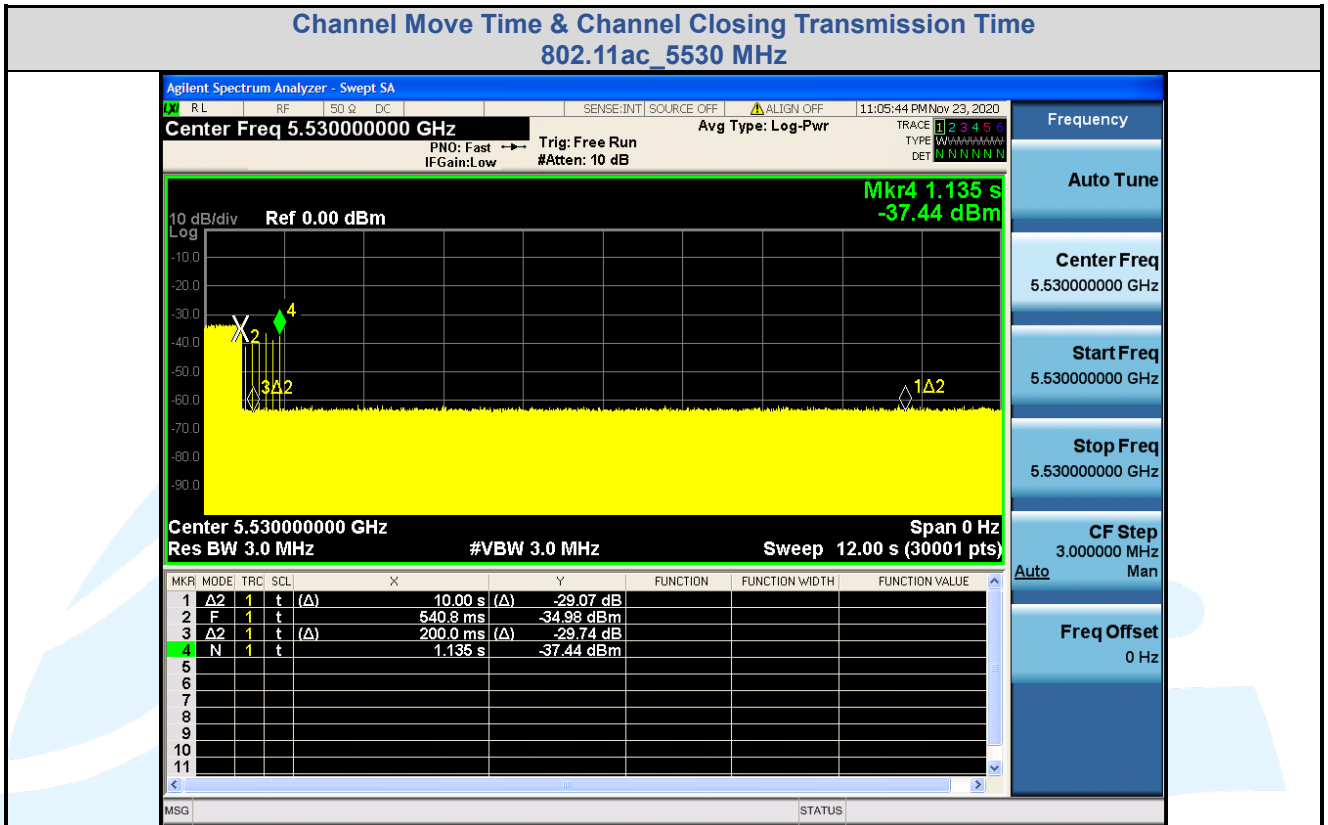 Channel Move Time & Channel Closing Transmission Time
802.11ac_5530 MHz
Agilent Spectrum Analyzer - Swept SA
LXI RL RF 50 Ω DC SENSE:INT SOURCE OFF ALIGN OFF 11:05:44 PM Nov 23, 2020
Center Freq 5.530000000 GHz
PNO: Fast
IFGain:Low
Trig: Free Run
#Atten: 10 dB
Avg Type: Log-Pwr
TRACE 1 2 3 4 5 6
TYPE WWWWWW
DET N N N N N N
Mkr4 1.135 s
-37.44 dBm
10 dB/div Ref 0.00 dBm
Log
-10.0
-20.0
-30.0
-40.0
-50.0
-60.0
-70.0
-80.0
-90.0
4
X2
3Δ2
1Δ2
Center 5.530000000 GHz Span 0 Hz
Res BW 3.0 MHz #VBW 3.0 MHz Sweep 12.00 s (30001 pts)
MKR MODE TRC SCL X Y FUNCTION FUNCTION WIDTH FUNCTION VALUE
1 Δ2 1 t (Δ) 10.00 s (Δ) -29.07 dB
2 F 1 t 540.8 ms -34.98 dBm
3 Δ2 1 t (Δ) 200.0 ms (Δ) -29.74 dB
4 N 1 t 1.135 s -37.44 dBm
5
6
7
8
9
10
11
MSG STATUS
Frequency
Auto Tune
Center Freq
5.530000000 GHz
Start Freq
5.530000000 GHz
Stop Freq
5.530000000 GHz
CF Step
3.000000 MHz
Auto Man
Freq Offset
0 Hz